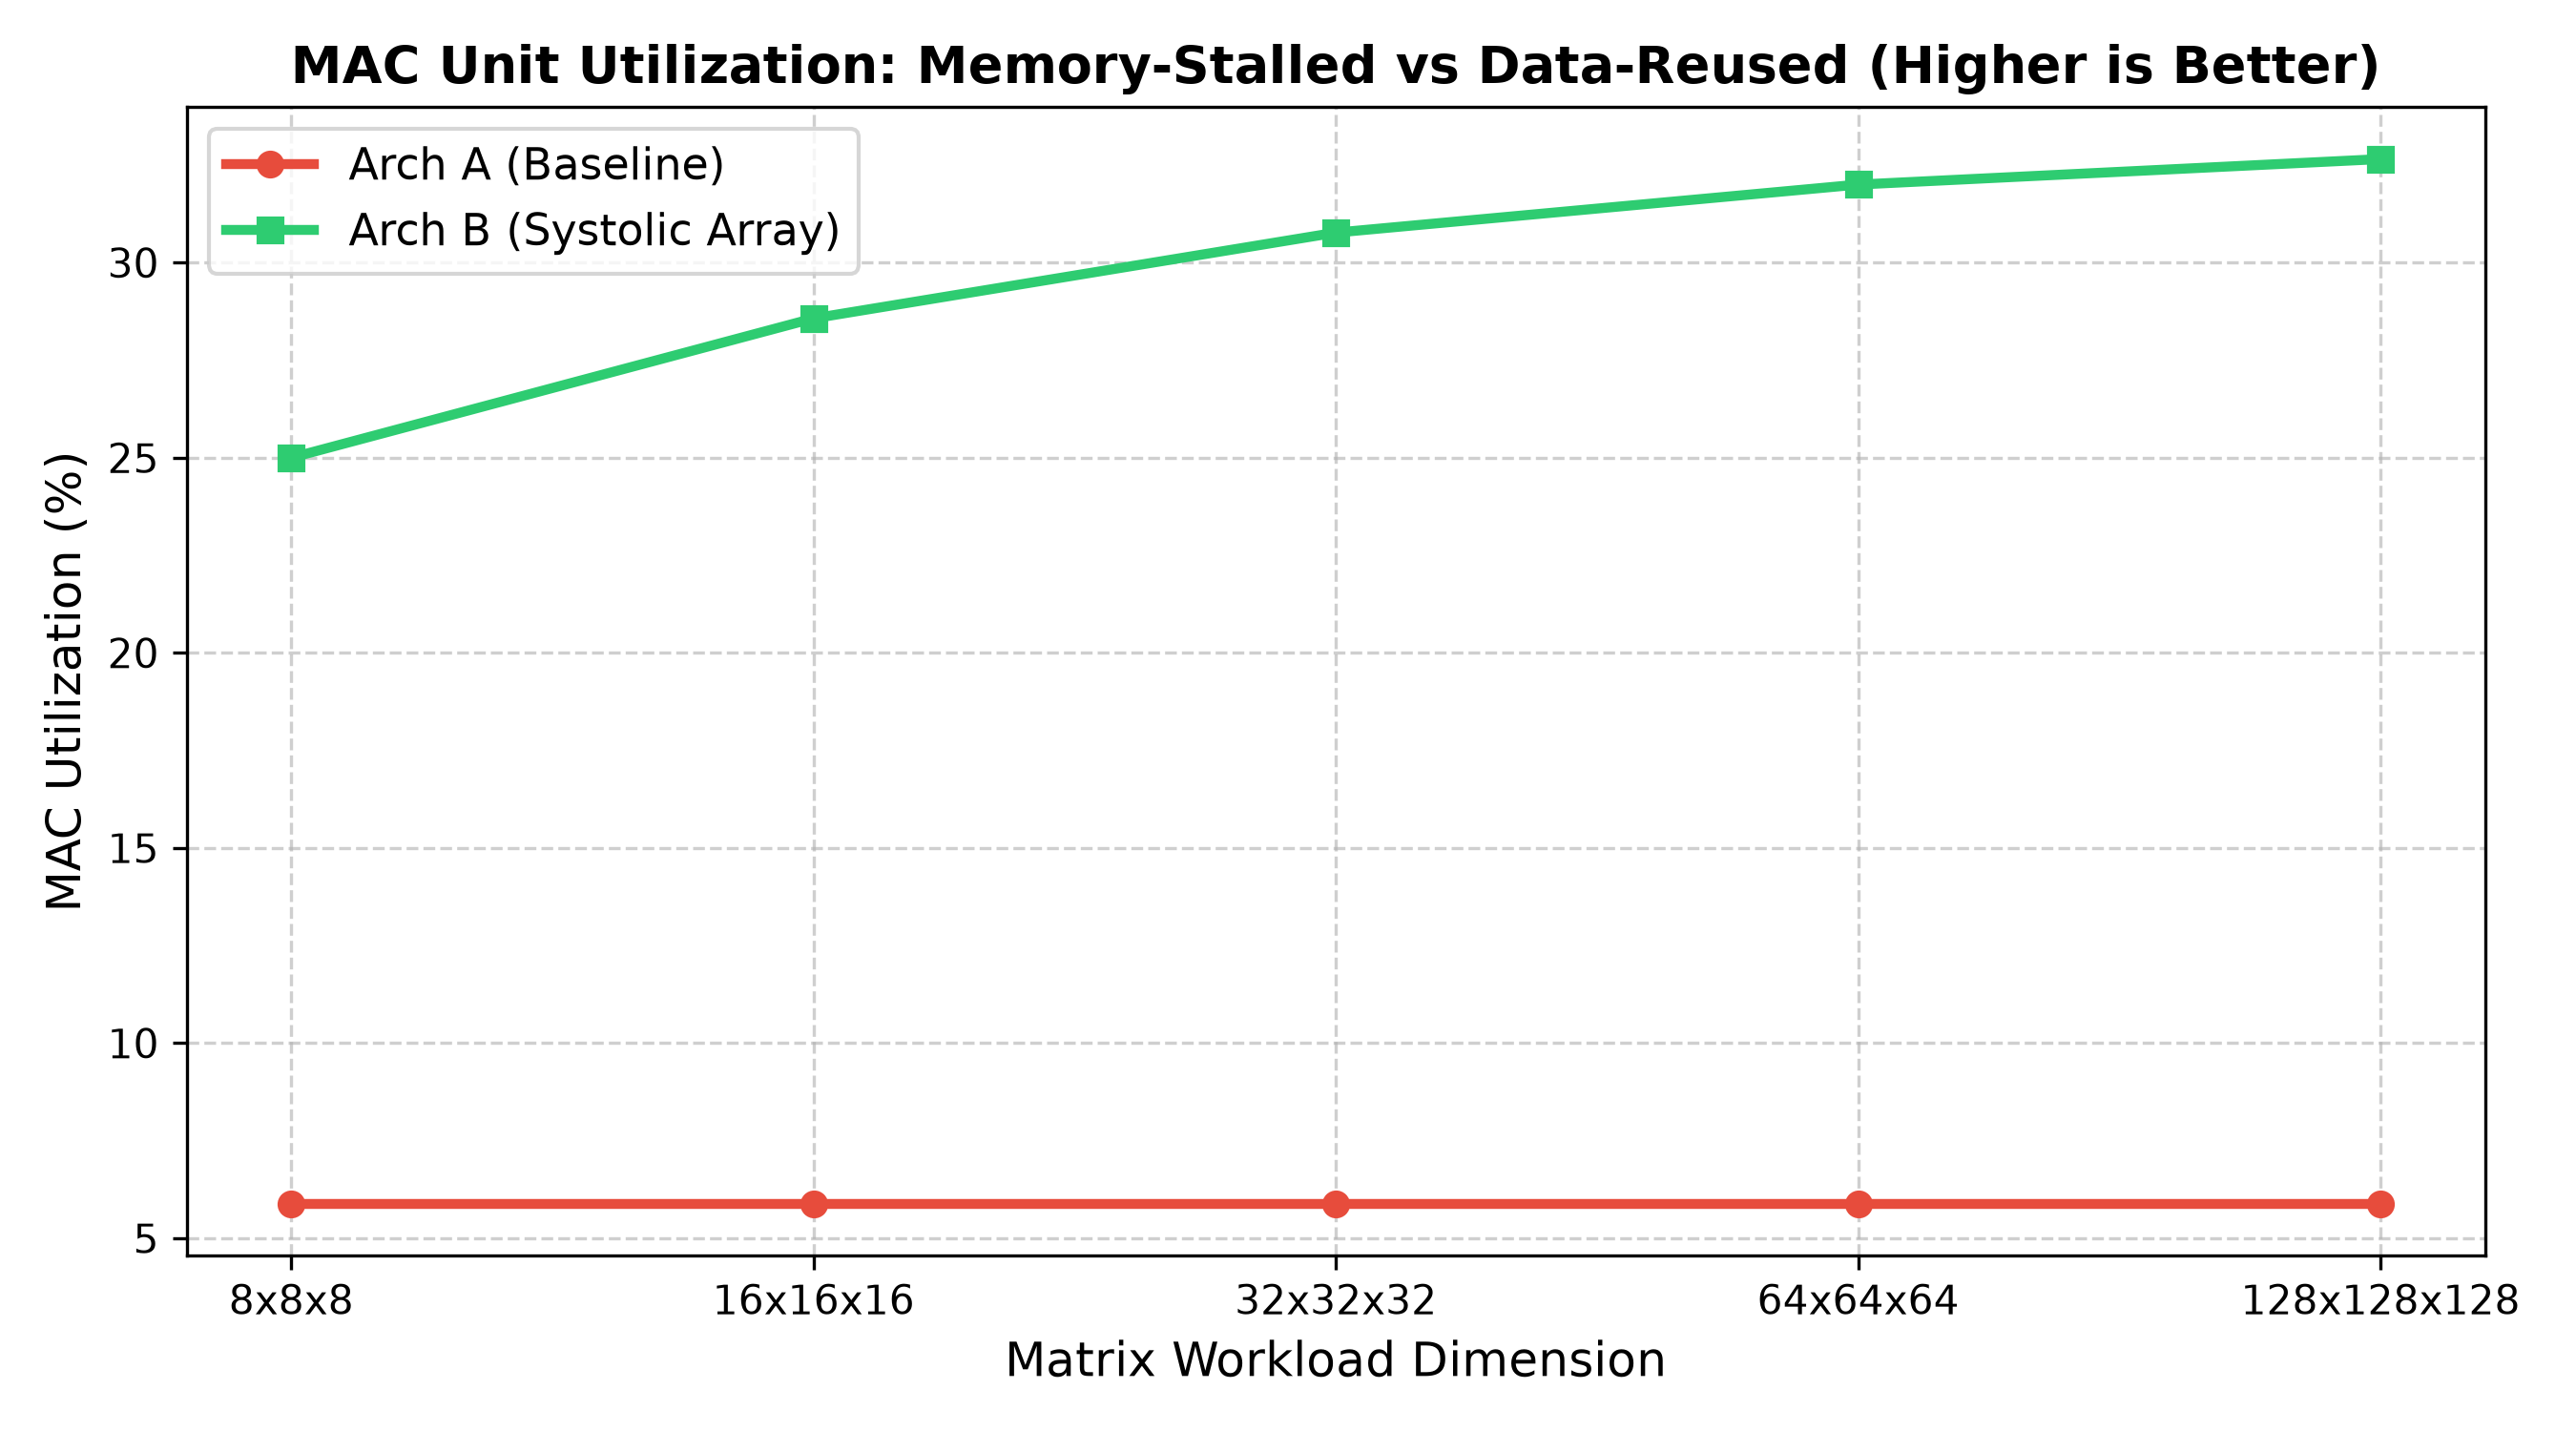 MAC Unit Utilization: Memory-Stalled vs Data-Reused (Higher is Better)
Arch A (Baseline)
Arch B (Systolic Array)
MAC Utilization (%)
30
25
20
15
10
5
8x8x8
16x16x16
32x32x32
64x64x64
128x128x128
Matrix Workload Dimension